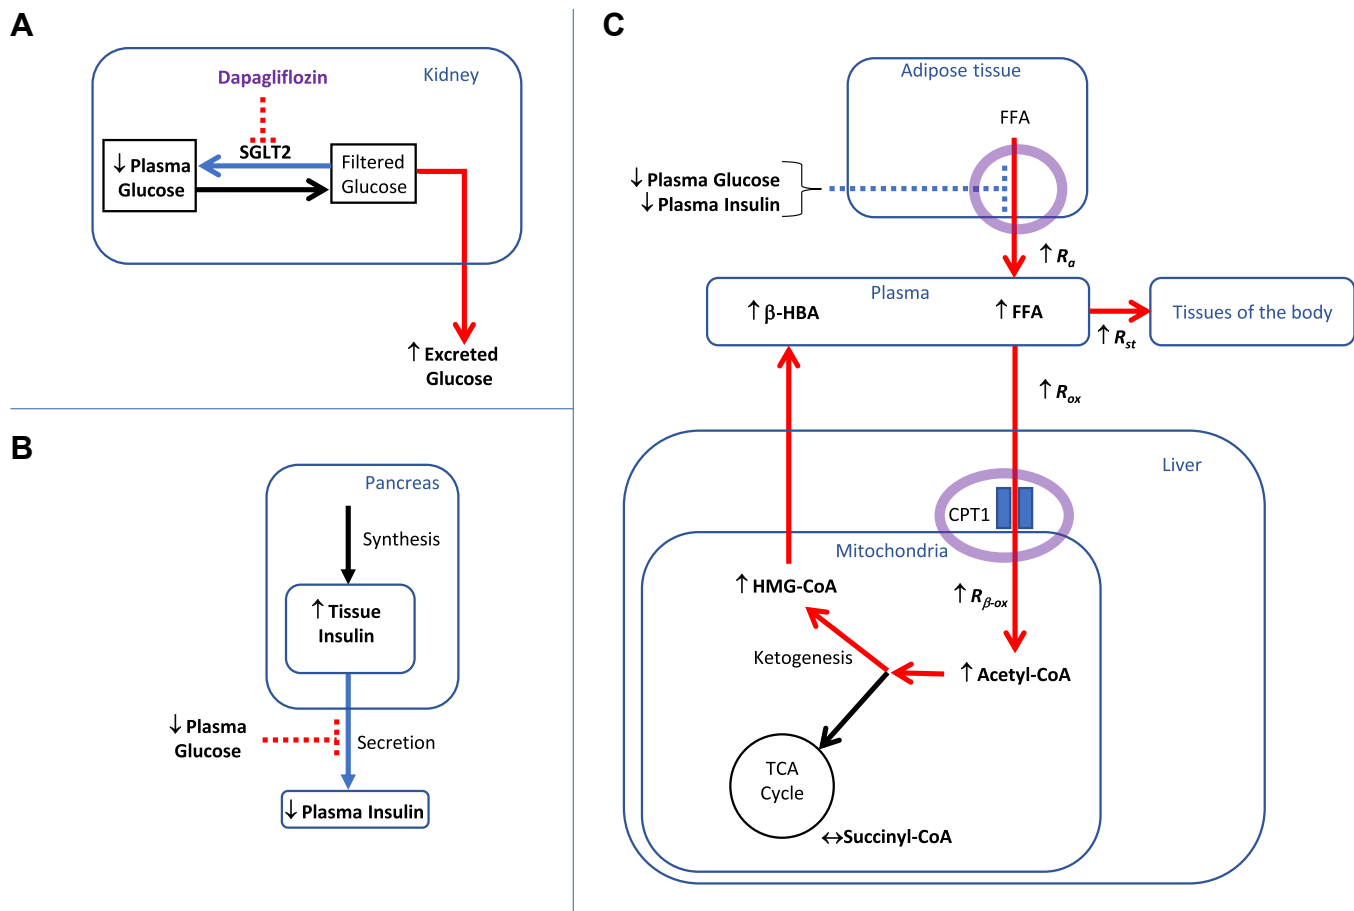 A
Kidney
Dapagliflozin
SGLT2
↓ Plasma
Glucose
Filtered
Glucose
↑ Excreted
Glucose
B
Pancreas
Synthesis
↑ Tissue
Insulin
↓ Plasma
Glucose
Secretion
↓ Plasma Insulin
C
Adipose tissue
FFA
↓ Plasma Glucose
↓ Plasma Insulin
↑ Ra
Plasma
↑ β-HBA
↑ FFA
↑ Rst
Tissues of the body
↑ Rox
Liver
CPT1
Mitochondria
↑ HMG-CoA
↑ Rβ-ox
Ketogenesis
↑ Acetyl-CoA
TCA
Cycle
↔Succinyl-CoA